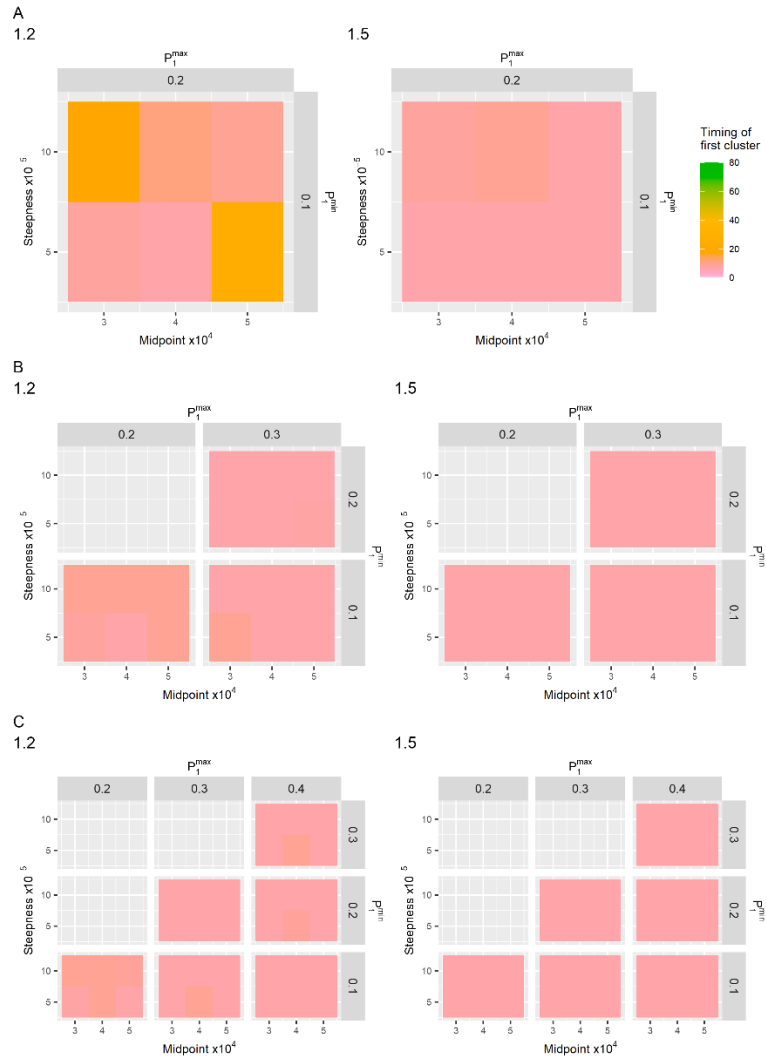 A
1.2
1.5
P₁ᵐᵃˣ
P₁ᵐᵃˣ
0.2
0.2
10
5
10
5
Steepness x10 ⁵
Steepness x10 ⁵
0.1
0.1
P₁ᵐⁱⁿ
P₁ᵐⁱⁿ
3 4 5
3 4 5
Midpoint x10⁴
Midpoint x10⁴
Timing of
first cluster
80
60
40
20
0
B
1.2
1.5
P₁ᵐᵃˣ
P₁ᵐᵃˣ
0.2 0.3
0.2 0.3
10
5
10
5
10
5
10
5
Steepness x10 ⁵
Steepness x10 ⁵
0.2
0.1
0.2
0.1
P₁ᵐⁱⁿ
P₁ᵐⁱⁿ
3 4 5 3 4 5
3 4 5 3 4 5
Midpoint x10⁴
Midpoint x10⁴
C
1.2
1.5
P₁ᵐᵃˣ
P₁ᵐᵃˣ
0.2 0.3 0.4
0.2 0.3 0.4
10
5
10
5
10
5
10
5
10
5
10
5
Steepness x10 ⁵
Steepness x10 ⁵
0.3
0.2
0.1
0.3
0.2
0.1
P₁ᵐⁱⁿ
P₁ᵐⁱⁿ
3 4 5 3 4 5 3 4 5
3 4 5 3 4 5 3 4 5
Midpoint x10⁴
Midpoint x10⁴